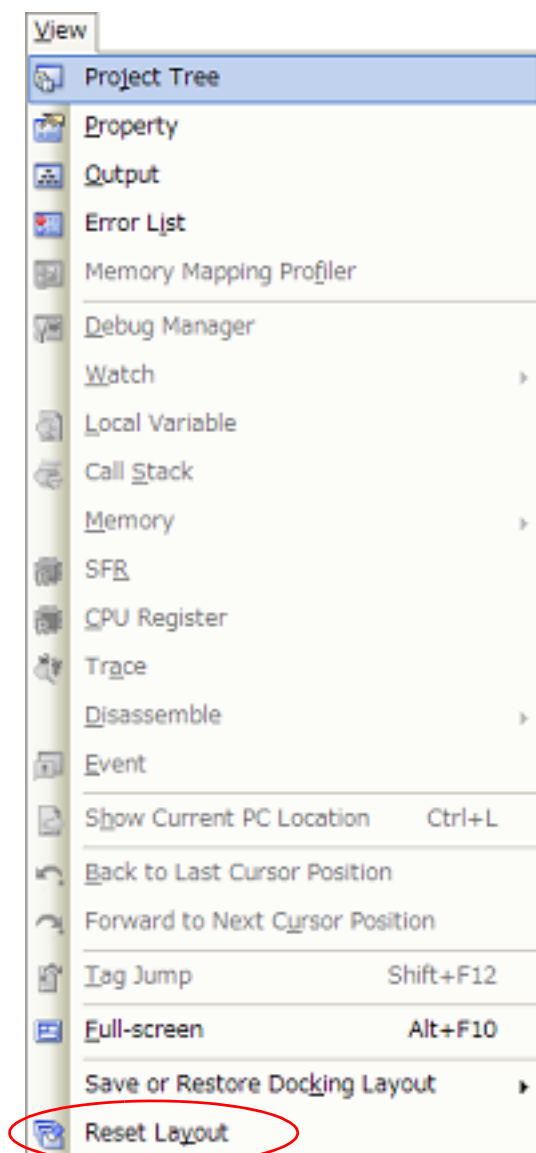 View
Project Tree
Property
Output
Error List
Memory Mapping Profiler
Debug Manager
Watch
Local Variable
Call Stack
Memory
SFR
CPU Register
Trace
Disassemble
Event
Show Current PC Location Ctrl+L
Back to Last Cursor Position
Forward to Next Cursor Position
Tag Jump Shift+F12
Full-screen Alt+F10
Save or Restore Docking Layout
Reset Layout